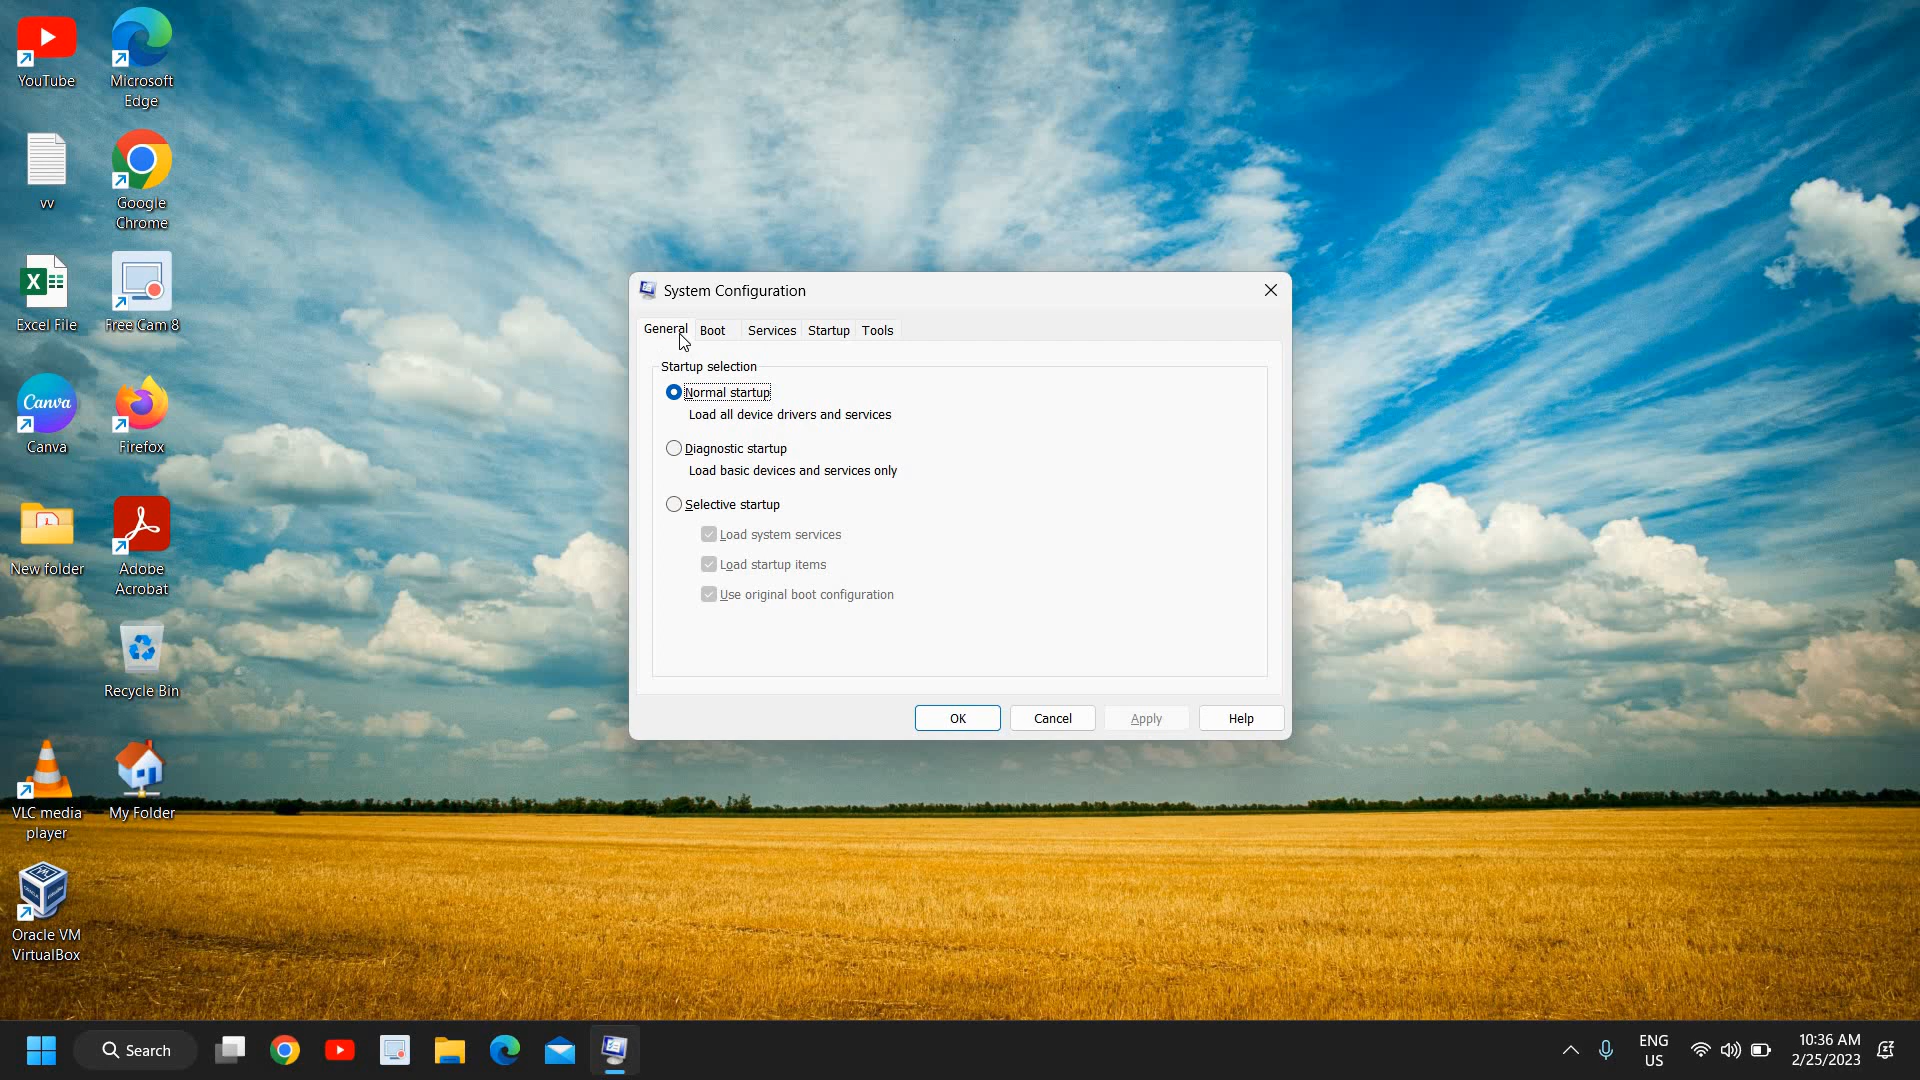 YouTube
Microsoft
Edge
vv
Google
Chrome
Excel File
Free Cam 8
Canva
Canva
Firefox
New folder
Adobe
Acrobat
Recycle Bin
VLC media
player
My Folder
Oracle VM
VirtualBox
System Configuration
General Boot Services Startup Tools
Startup selection
Normal startup
Load all device drivers and services
Diagnostic startup
Load basic devices and services only
Selective startup
Load system services
Load startup items
Use original boot configuration
OK Cancel Apply Help
Search
ENG
US
10:36 AM
2/25/2023